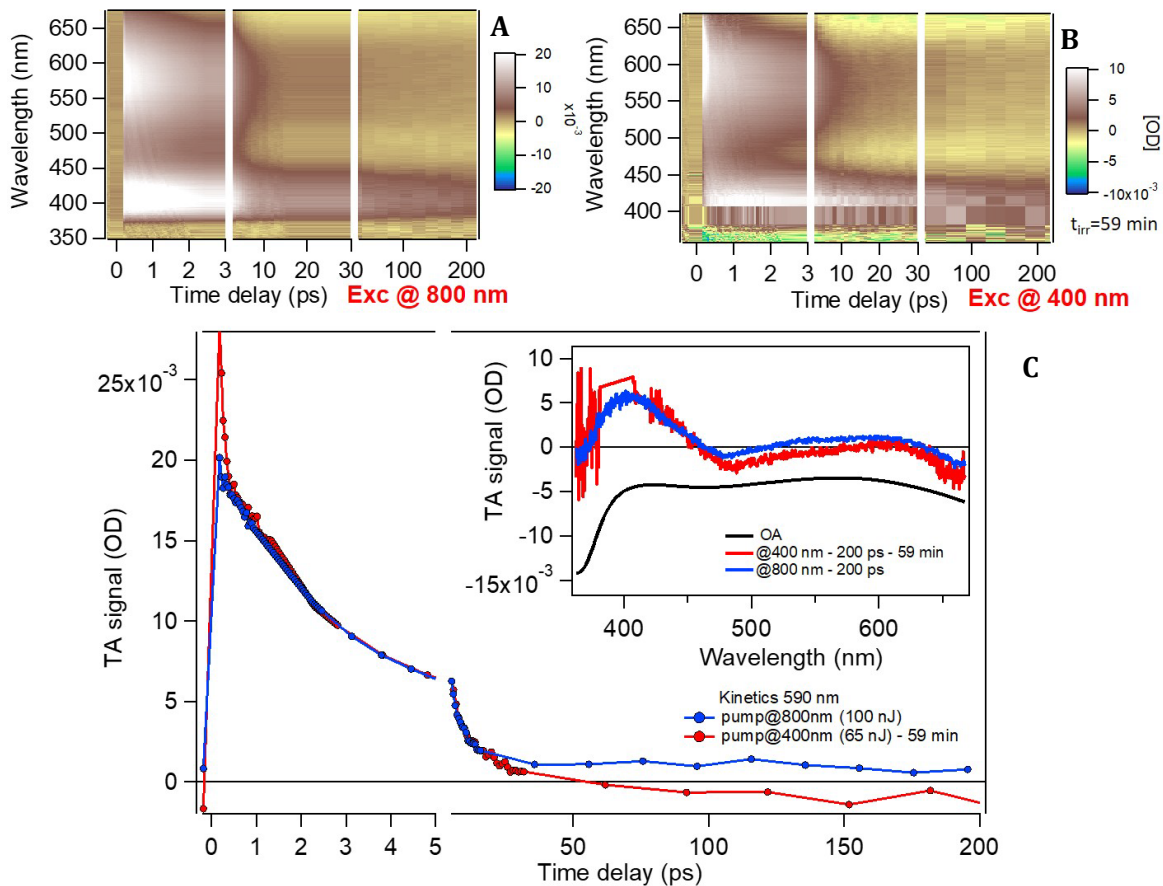 A
650
600
550
500
450
400
350
Wavelength (nm)
0 1 2 3 10 20 30 100 200
Time delay (ps)
Exc @ 800 nm
20
10
0
-10
-20
x10⁻³
B
650
600
550
500
450
400
Wavelength (nm)
0 1 2 3 10 20 30 100 200
Time delay (ps)
Exc @ 400 nm
10
5
0
-5
-10x10⁻³
[OD]
tirr=59 min
C
25x10⁻³
20
15
10
5
0
TA signal (OD)
0 1 2 3 4 5 50 100 150 200
Time delay (ps)
10
5
0
-5
-10
-15x10⁻³
TA signal (OD)
OA
@400 nm - 200 ps - 59 min
@800 nm - 200 ps
400 500 600
Wavelength (nm)
Kinetics 590 nm
pump@800nm (100 nJ)
pump@400nm (65 nJ) - 59 min